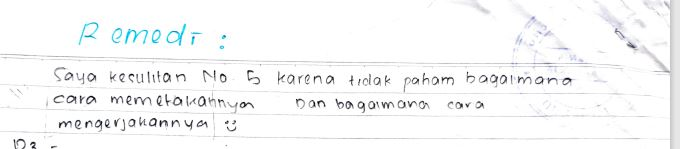 Remedi :
Saya kesulitan No 5 karena tidak paham bagaimana
cara memetakannya Dan bagaimana cara
mengerjakannya